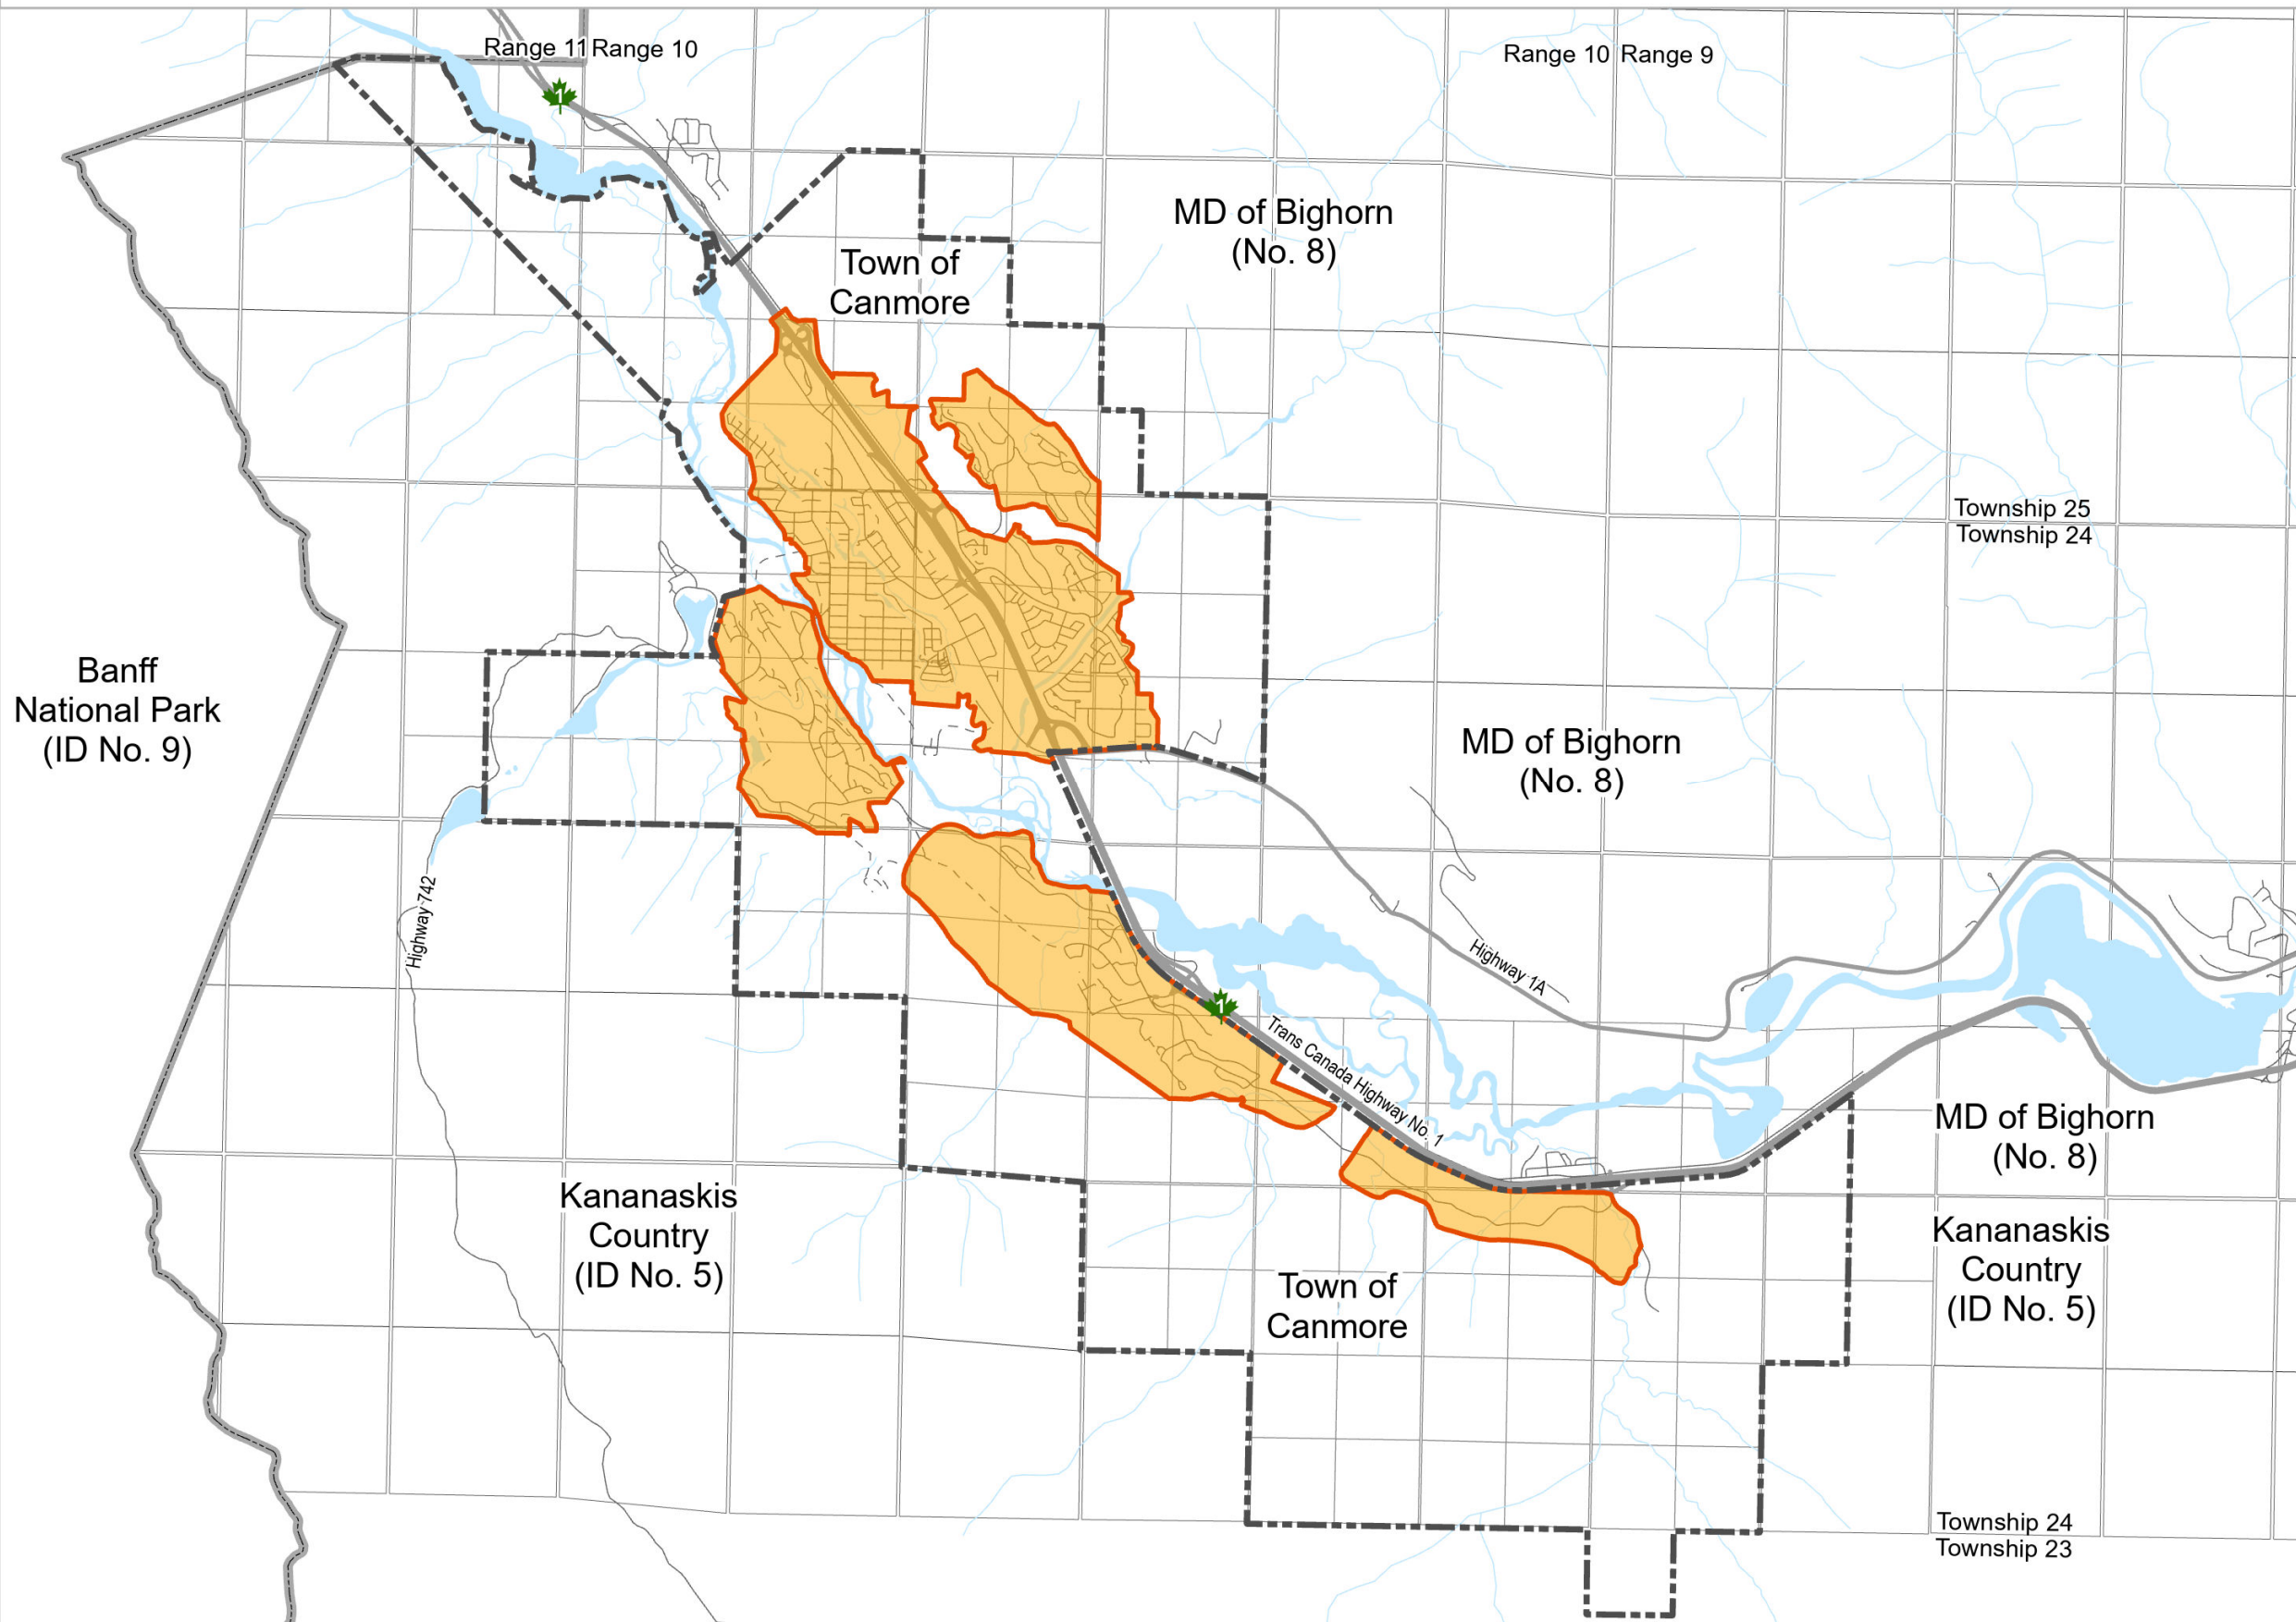 Range 11 Range 10
Range 10 Range 9
1
MD of Bighorn
(No. 8)
Town of
Canmore
Township 25
Township 24
Banff
National Park
(ID No. 9)
MD of Bighorn
(No. 8)
Highway 742
Highway 1A
1
Trans Canada Highway No. 1
MD of Bighorn
(No. 8)
Kananaskis
Country
(ID No. 5)
Kananaskis
Country
(ID No. 5)
Town of
Canmore
Township 24
Township 23